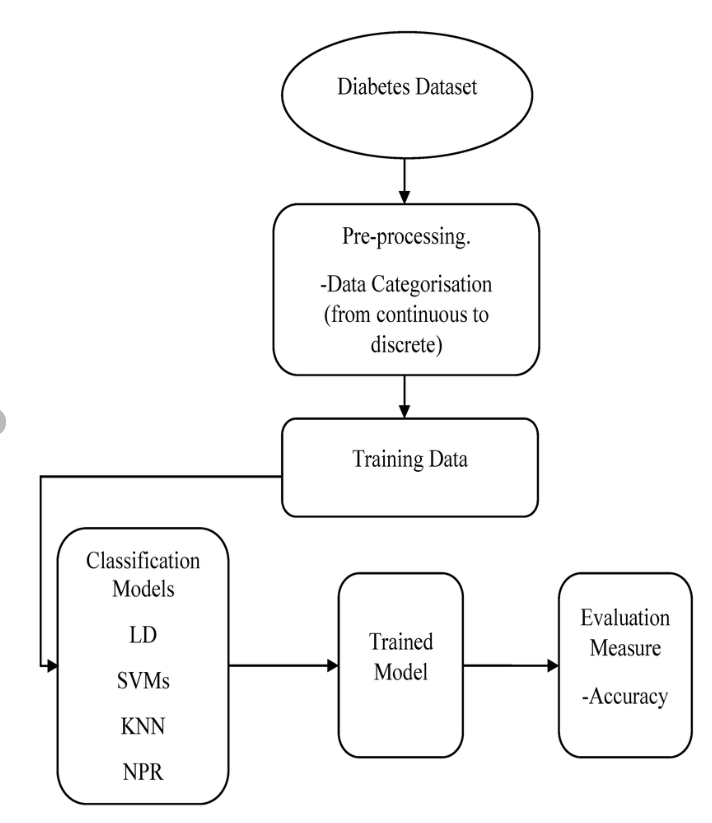 Diabetes Dataset
Pre-processing.
-Data Categorisation
(from continuous to
discrete)
Training Data
Classification
Models
LD
SVMs
KNN
NPR
Trained
Model
Evaluation
Measure
-Accuracy